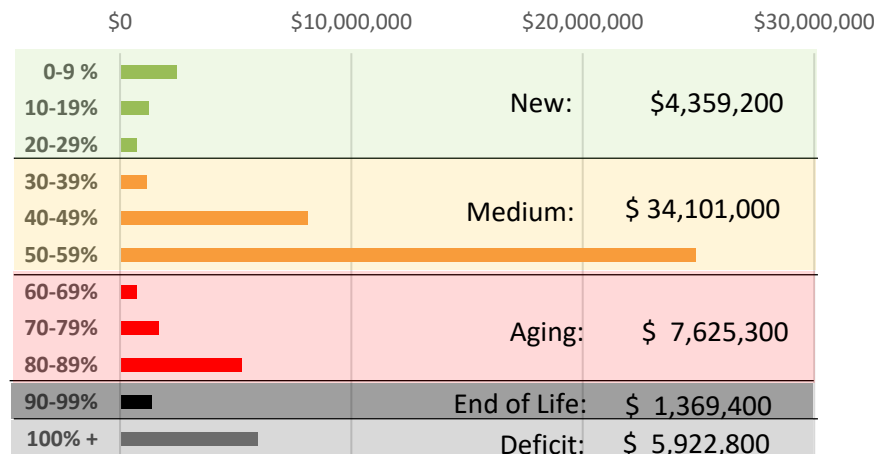 $0 $10,000,000 $20,000,000 $30,000,000
0-9 %
10-19% New: $4,359,200
20-29%
30-39%
40-49% Medium: $ 34,101,000
50-59%
60-69%
70-79% Aging: $ 7,625,300
80-89%
90-99% End of Life: $ 1,369,400
100% + Deficit: $ 5,922,800